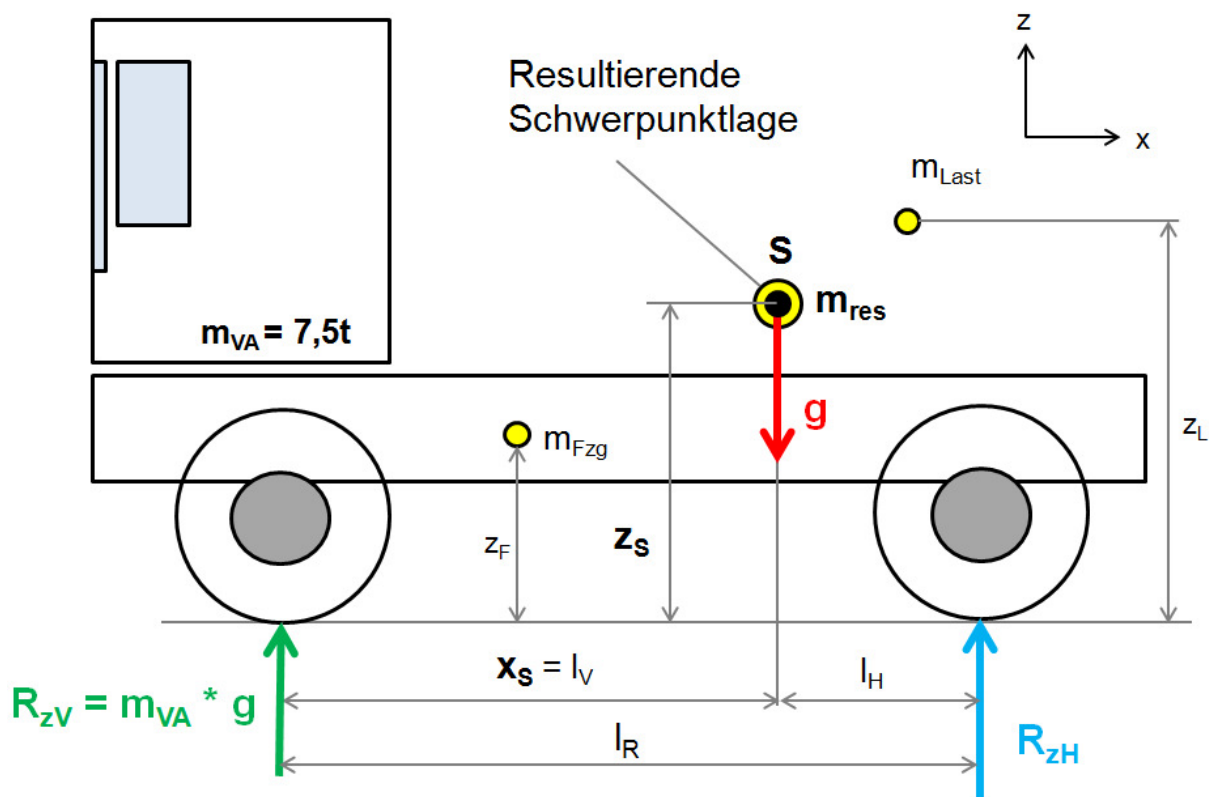 z
Resultierende
Schwerpunktlage
x
m_Last
S
m_res
m_VA = 7,5t
g
m_Fzg
z_L
z_F
z_S
x_S = l_V
l_H
R_zV = m_VA * g
l_R
R_zH